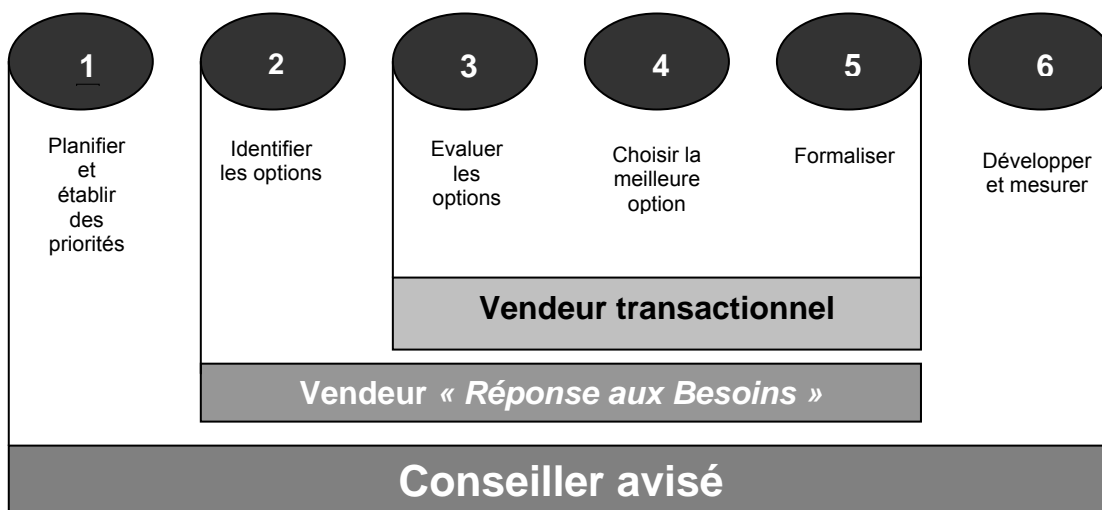 1
2
3
4
5
6
Planifier
et
établir
des
priorités
Identifier
les options
Evaluer
les
options
Choisir la
meilleure
option
Formaliser
Développer
et mesurer
Vendeur transactionnel
Vendeur « Réponse aux Besoins »
Conseiller avisé